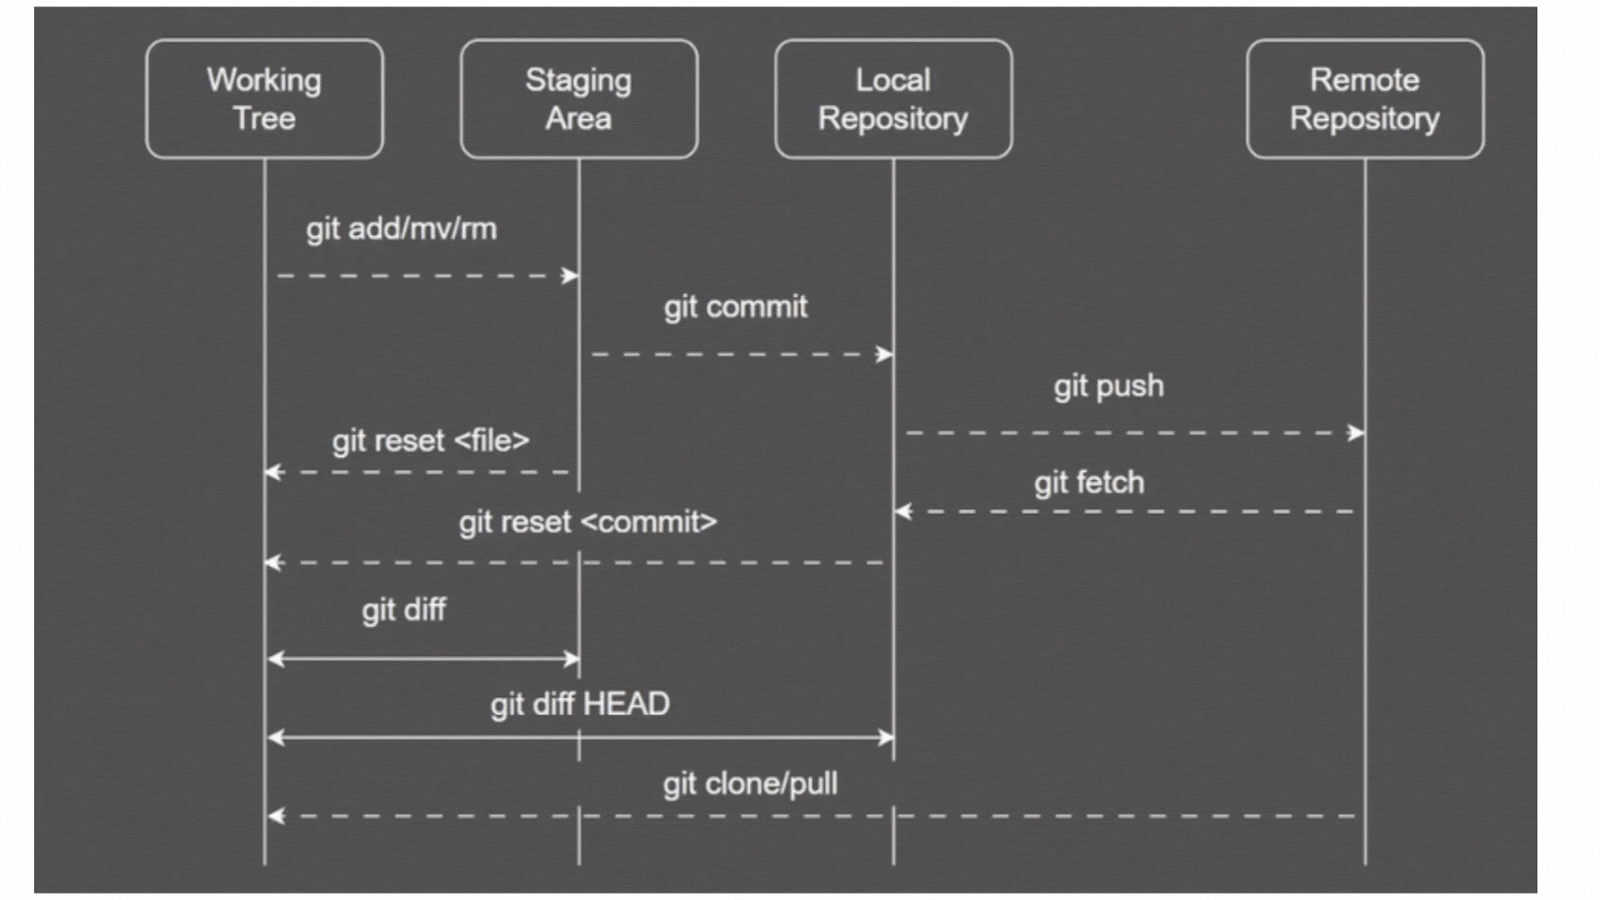 Working
Tree
Staging
Area
Local
Repository
Remote
Repository
git add/mv/rm
git commit
git push
git reset <file>
git fetch
git reset <commit>
git diff
git diff HEAD
git clone/pull